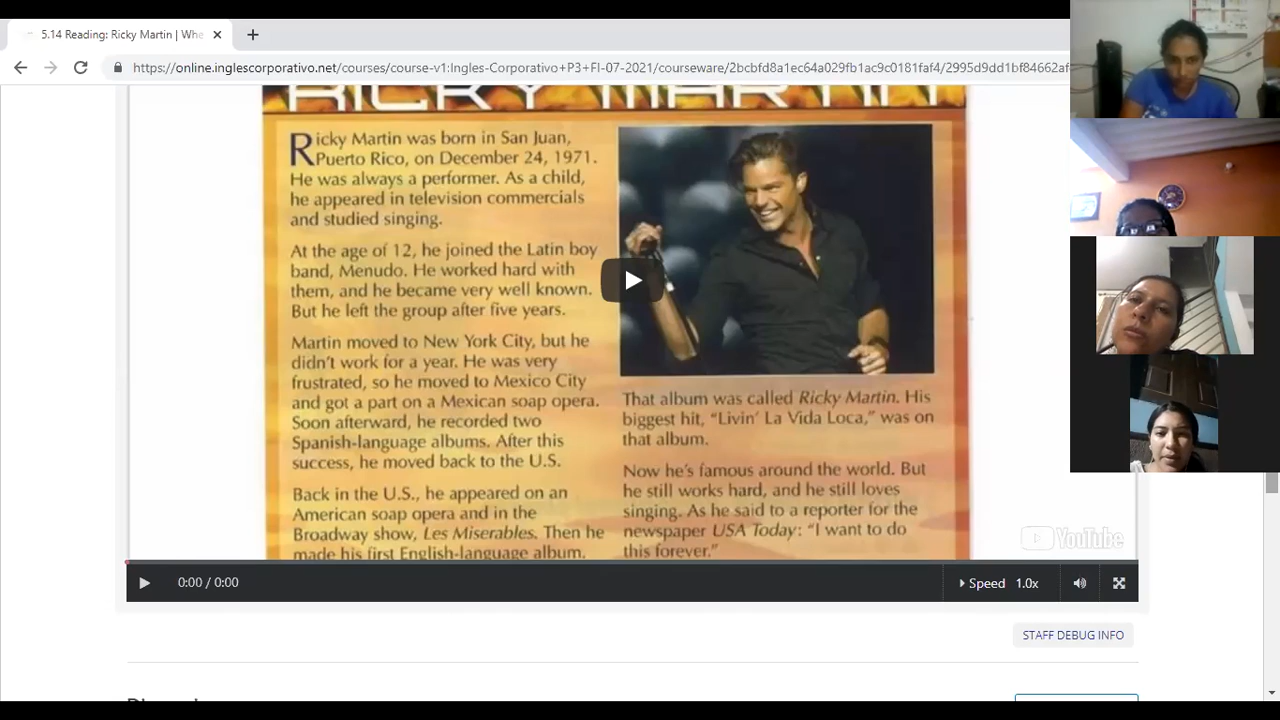 5.14 Reading: Ricky Martin | Whe
https://online.inglescorporativo.net/courses/course-v1:Ingles-Corporativo+P3+FI-07-2021/courseware/2bcbfd8a1ec64a029fb1ac9c0181faf4/2995d9dd1bf84662af
RICKY MARTIN
Ricky Martin was born in San Juan,
Puerto Rico, on December 24, 1971.
He was always a performer. As a child,
he appeared in television commercials
and studied singing.
At the age of 12, he joined the Latin boy
band, Menudo. He worked hard with
them, and he became very well known.
But he left the group after five years.
Martin moved to New York City, but he
didn't work for a year. He was very
frustrated, so he moved to Mexico City
and got a part on a Mexican soap opera.
Soon afterward, he recorded two
Spanish-language albums. After this
success, he moved back to the U.S.
Back in the U.S., he appeared on an
American soap opera and in the
Broadway show, Les Miserables. Then he
made his first English-language album.
That album was called Ricky Martin. His
biggest hit, "Livin' La Vida Loca," was on
that album.
Now he's famous around the world. But
he still works hard, and he still loves
singing. As he said to a reporter for the
newspaper USA Today: "I want to do
this forever."
YouTube
0:00 / 0:00
Speed 1.0x
STAFF DEBUG INFO